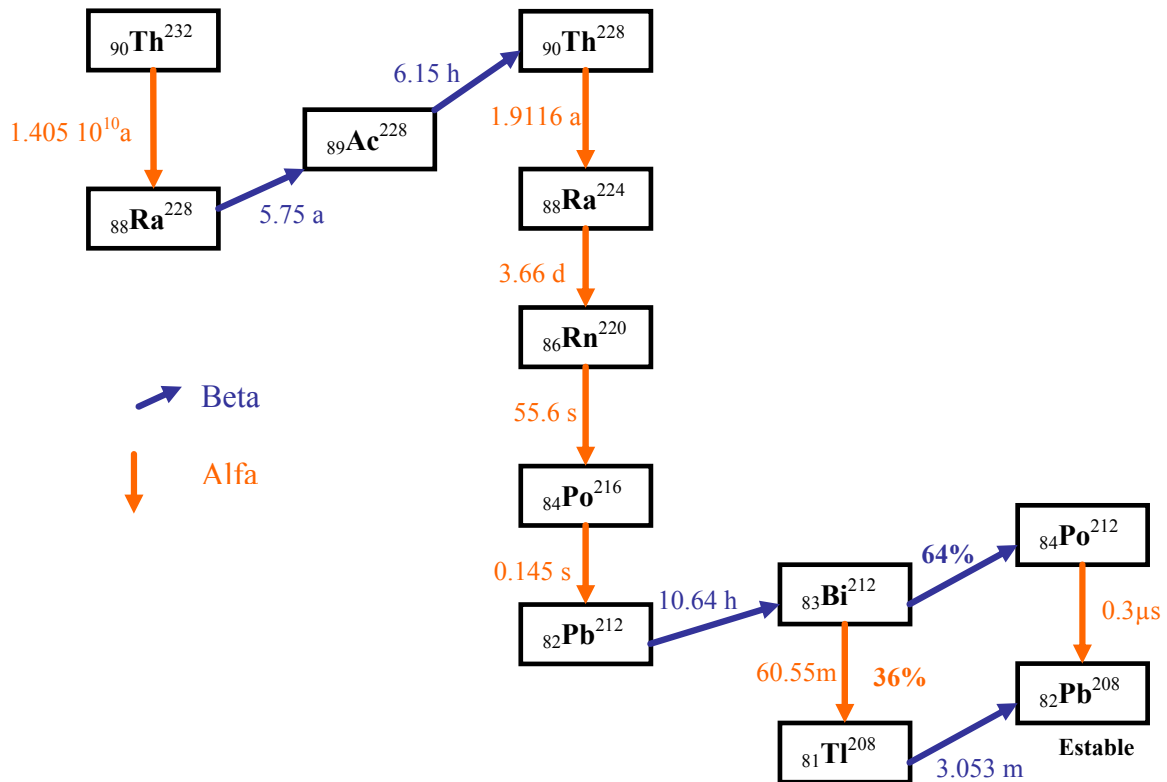 ₉₀Th²³²
1.405 10¹⁰a
₈₈Ra²²⁸
5.75 a
₈₉Ac²²⁸
6.15 h
₉₀Th²²⁸
1.9116 a
₈₈Ra²²⁴
3.66 d
₈₆Rn²²⁰
55.6 s
₈₄Po²¹⁶
0.145 s
₈₂Pb²¹²
10.64 h
₈₃Bi²¹²
64%
₈₄Po²¹²
0.3µs
60.55m
36%
₈₁Tl²⁰⁸
3.053 m
₈₂Pb²⁰⁸
Estable
Beta
Alfa